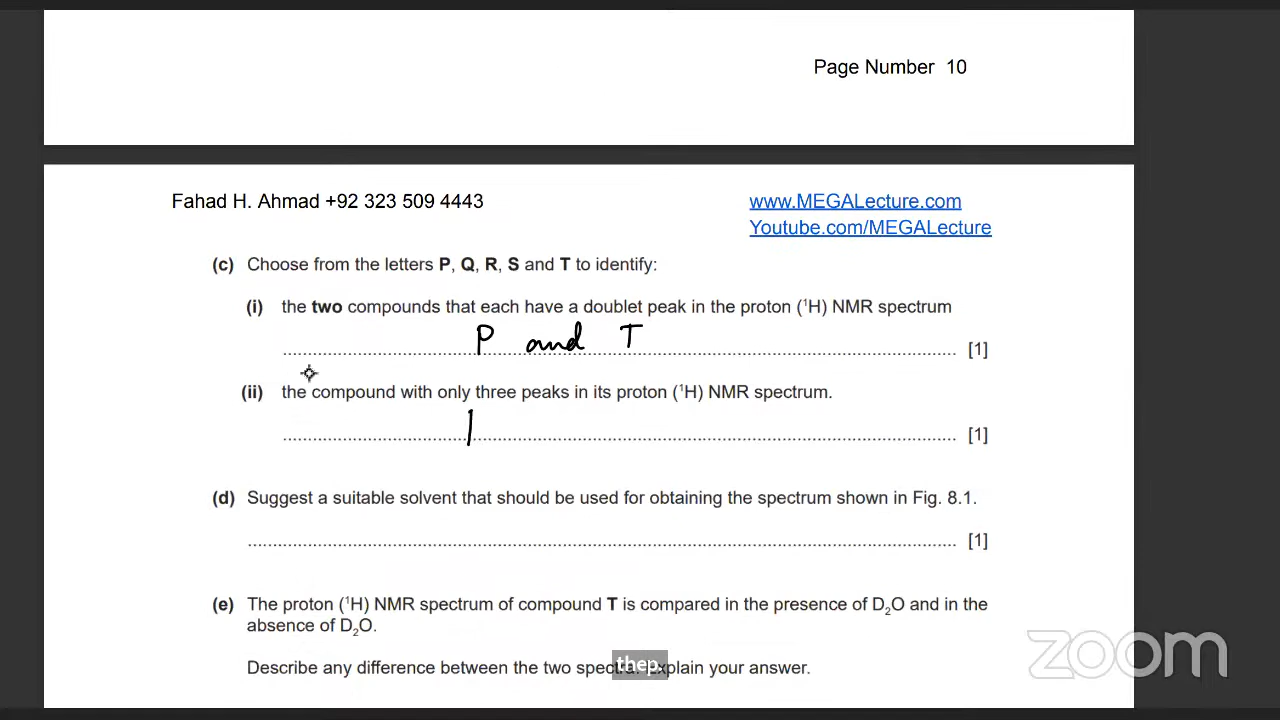 Page Number 10
Fahad H. Ahmad +92 323 509 4443
www.MEGALecture.com
Youtube.com/MEGALecture
(c) Choose from the letters P, Q, R, S and T to identify:
(i) the two compounds that each have a doublet peak in the proton (¹H) NMR spectrum
P and T
[1]
(ii) the compound with only three peaks in its proton (¹H) NMR spectrum.
[1]
(d) Suggest a suitable solvent that should be used for obtaining the spectrum shown in Fig. 8.1.
[1]
(e) The proton (¹H) NMR spectrum of compound T is compared in the presence of D₂O and in the
absence of D₂O.
Describe any difference between the two spectra. Explain your answer.
thep.
zoom